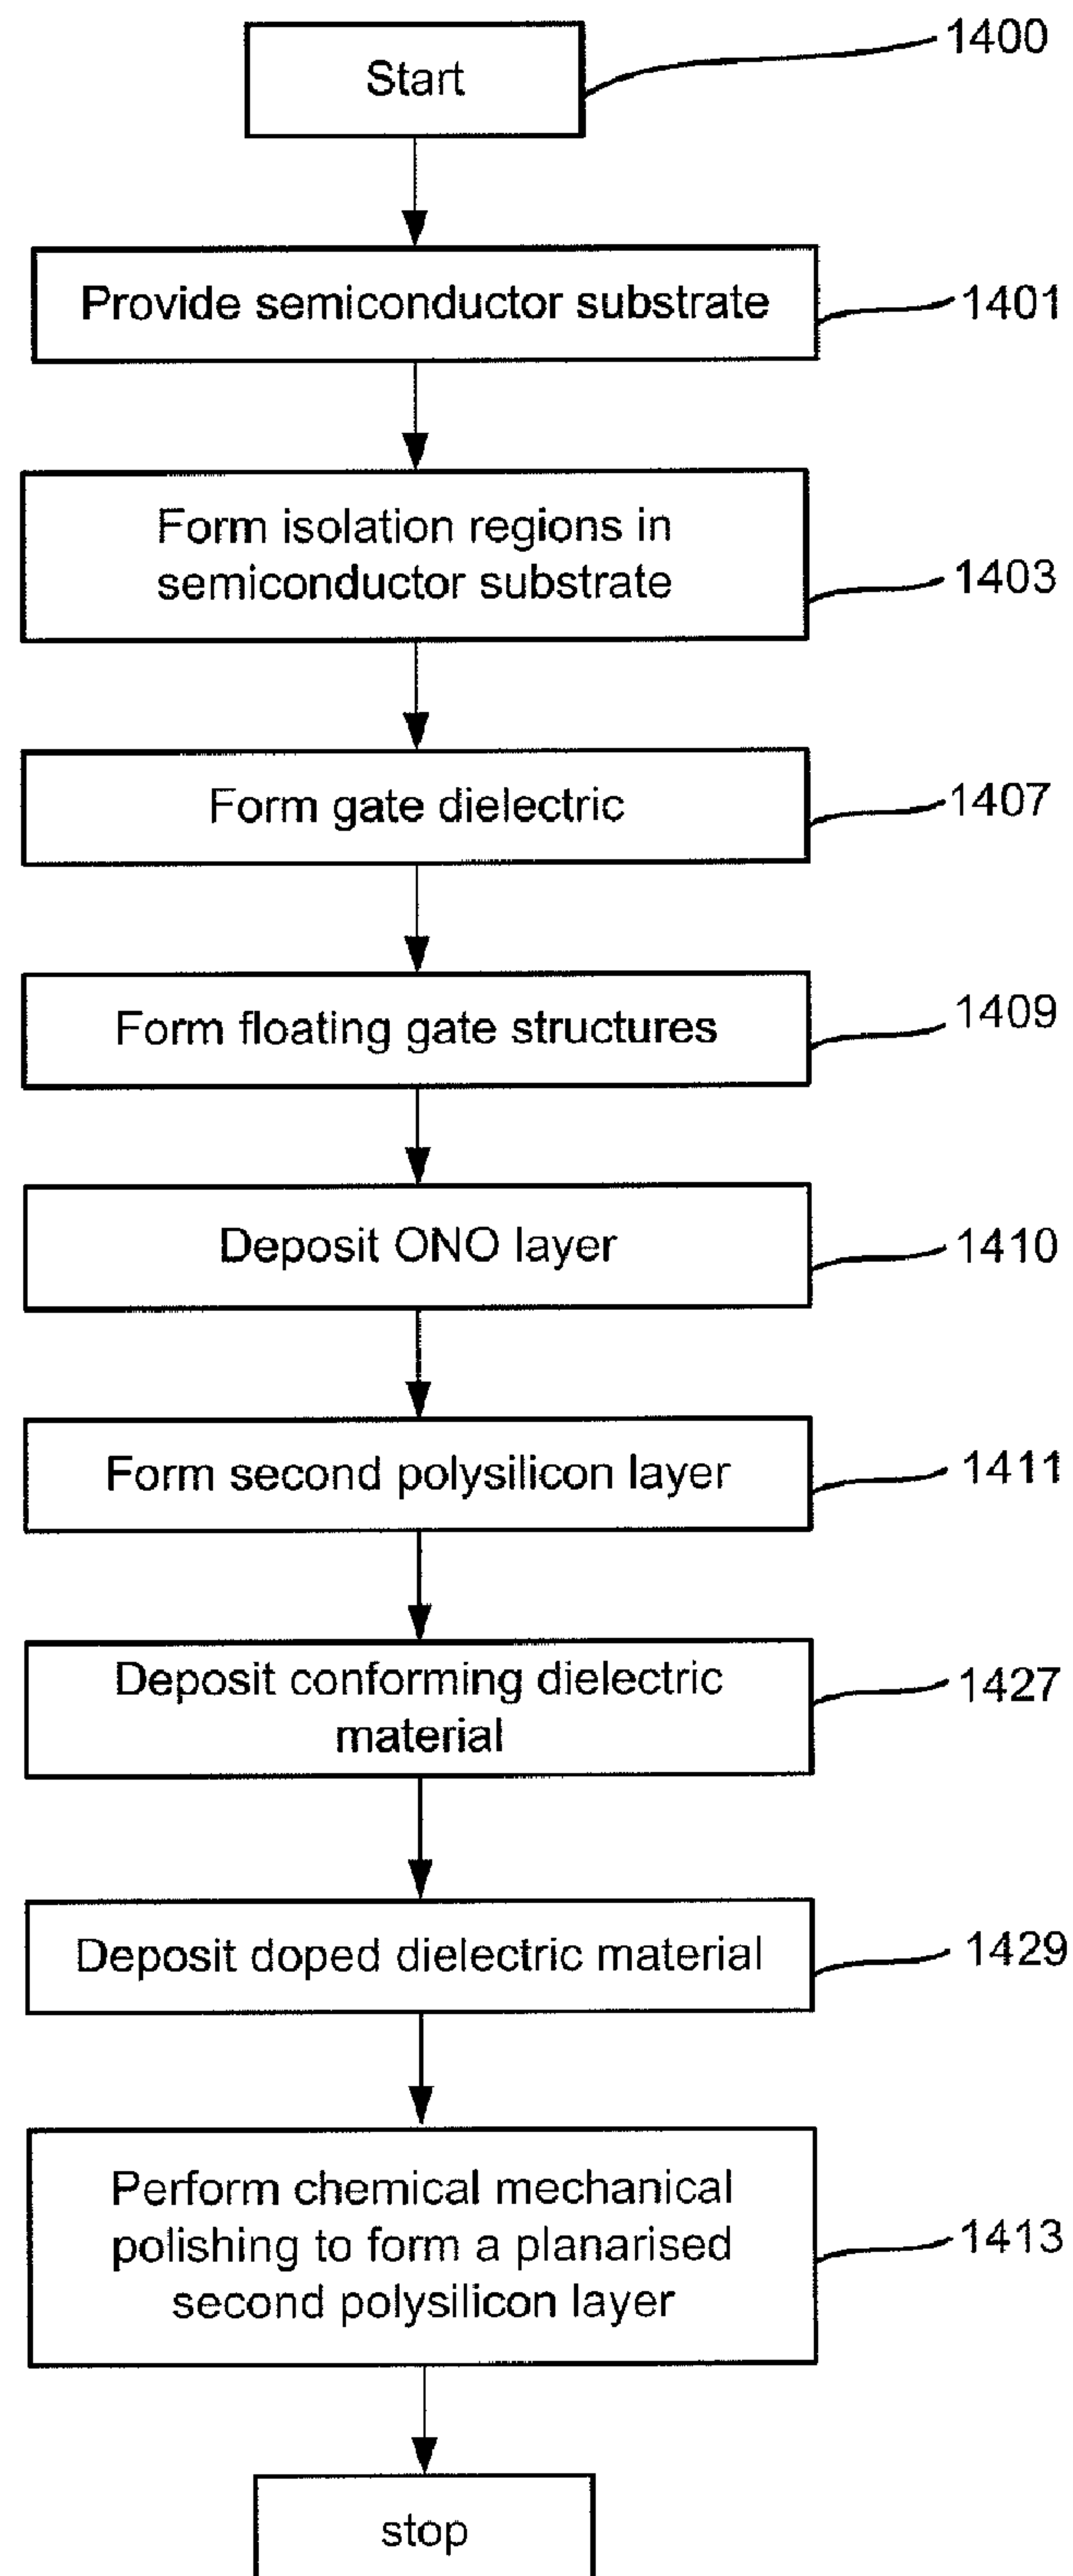 Start
1400
Provide semiconductor substrate
1401
Form isolation regions in
semiconductor substrate
1403
Form gate dielectric
1407
Form floating gate structures
1409
Deposit ONO layer
1410
Form second polysilicon layer
1411
Deposit conforming dielectric
material
1427
Deposit doped dielectric material
1429
Perform chemical mechanical
polishing to form a planarised
second polysilicon layer
1413
stop